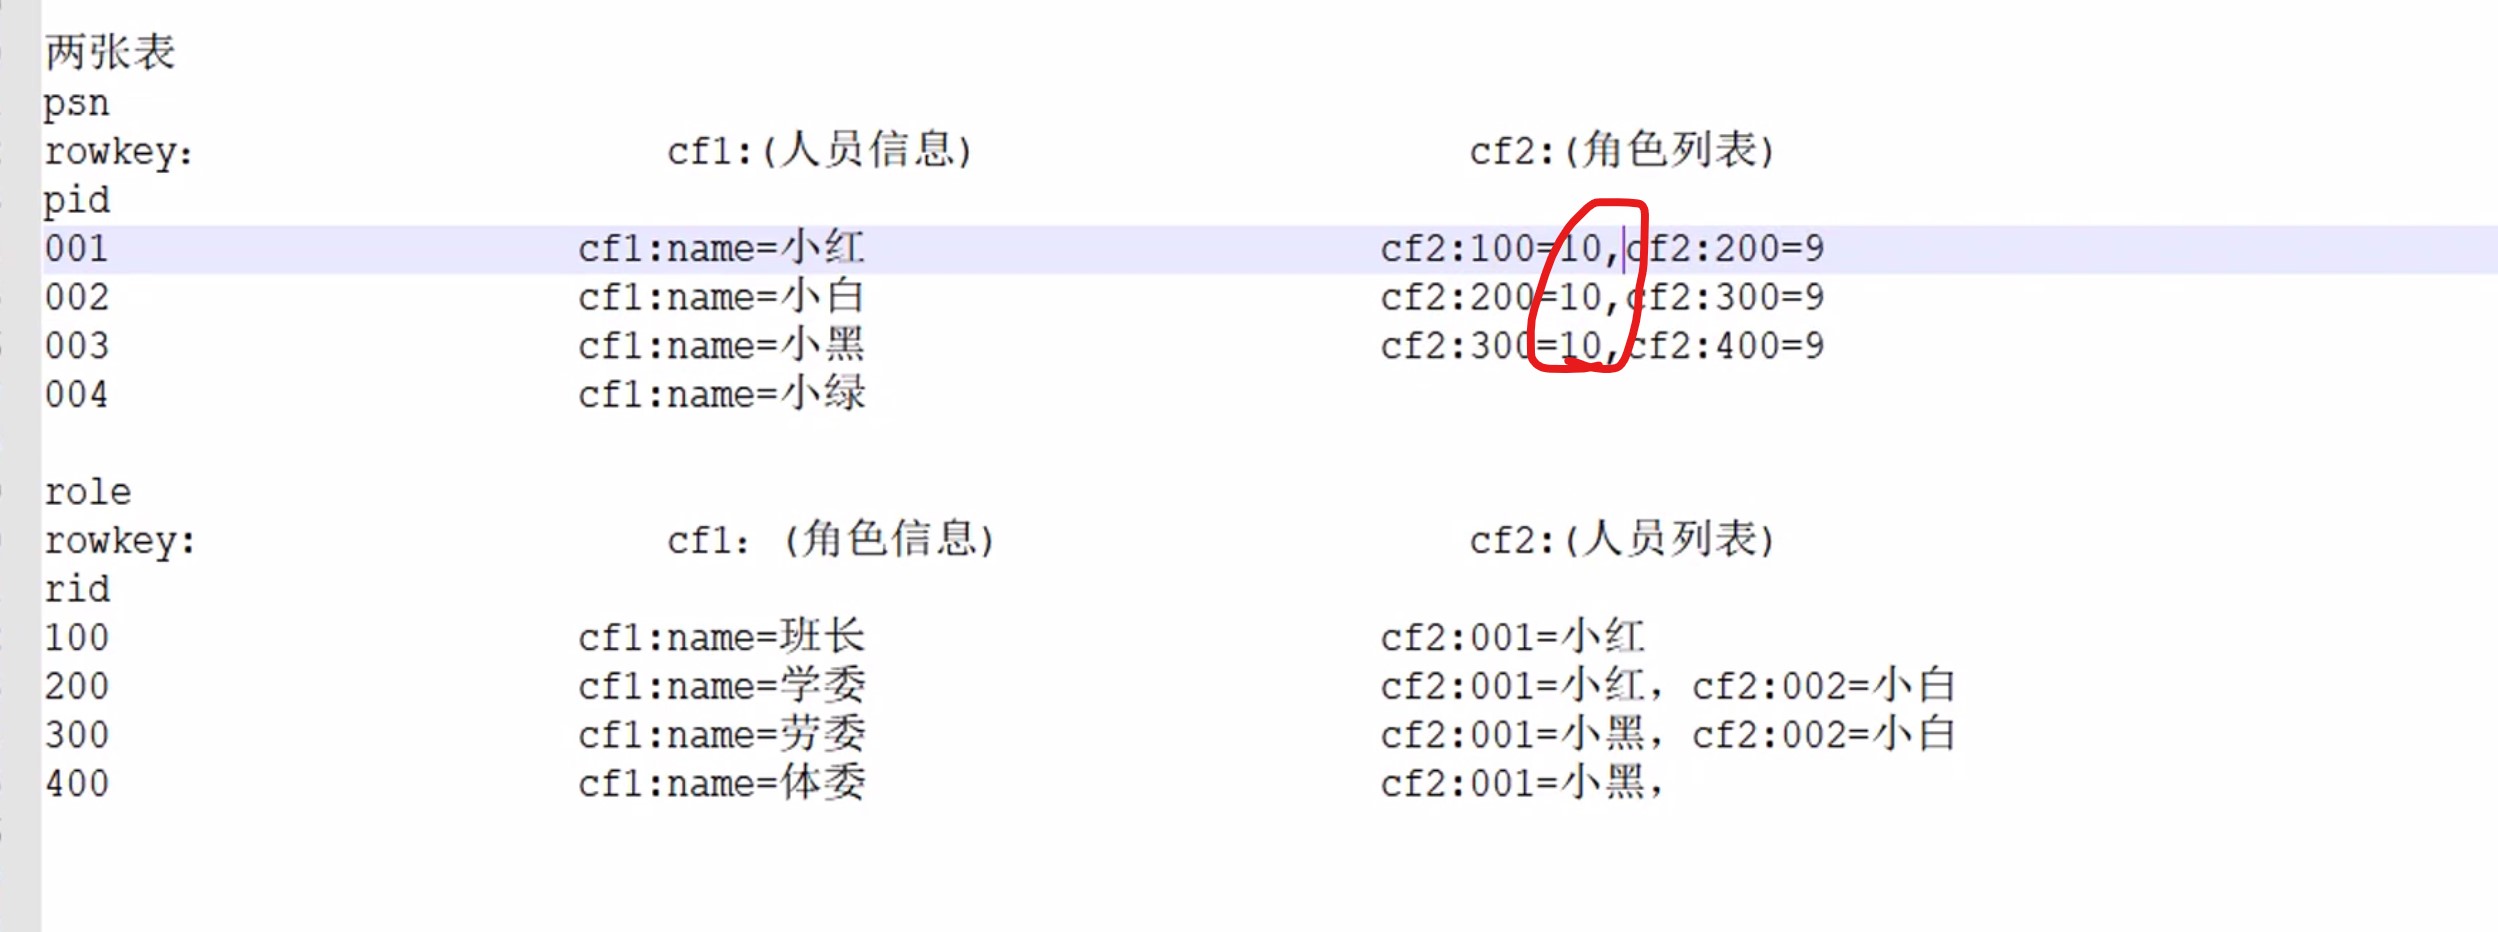 两张表
psn
rowkey: cf1:(人员信息) cf2:(角色列表)
pid
001 cf1:name=小红 cf2:100=10,cf2:200=9
002 cf1:name=小白 cf2:200=10,cf2:300=9
003 cf1:name=小黑 cf2:300=10,cf2:400=9
004 cf1:name=小绿
role
rowkey: cf1：(角色信息) cf2:(人员列表)
rid
100 cf1:name=班长 cf2:001=小红
200 cf1:name=学委 cf2:001=小红，cf2:002=小白
300 cf1:name=劳委 cf2:001=小黑，cf2:002=小白
400 cf1:name=体委 cf2:001=小黑，